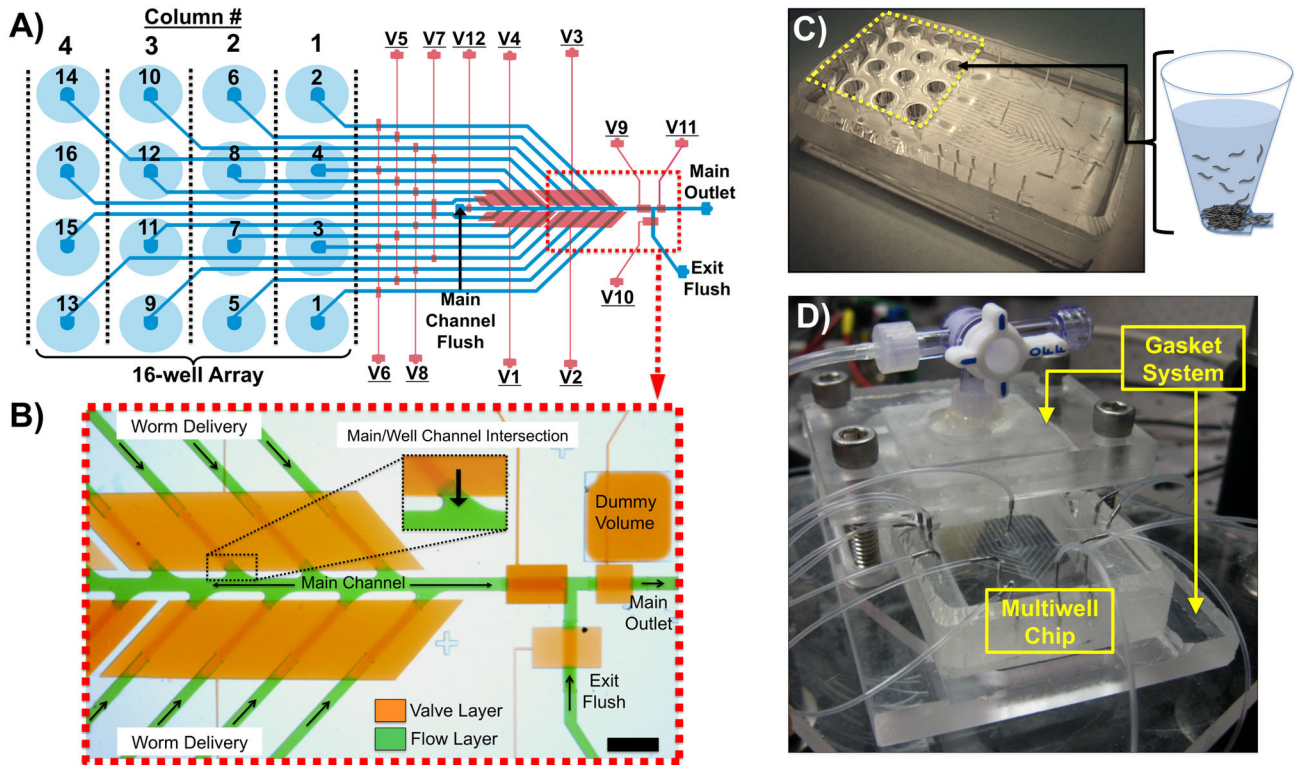 A)
Column #
4 3 2 1
V5 V7 V12 V4 V3
14 10 6 2
16 12 8 4
15 11 7 3
13 9 5 1
V9 V11
Main
Outlet
Exit
Flush
V10
Main
Channel
Flush
16-well Array
V6 V8 V1 V2
B)
Worm Delivery
Main/Well Channel Intersection
Dummy
Volume
Main Channel
Main
Outlet
Exit
Flush
Valve Layer
Flow Layer
Worm Delivery
C)
D)
OFF
Gasket
System
Multiwell
Chip